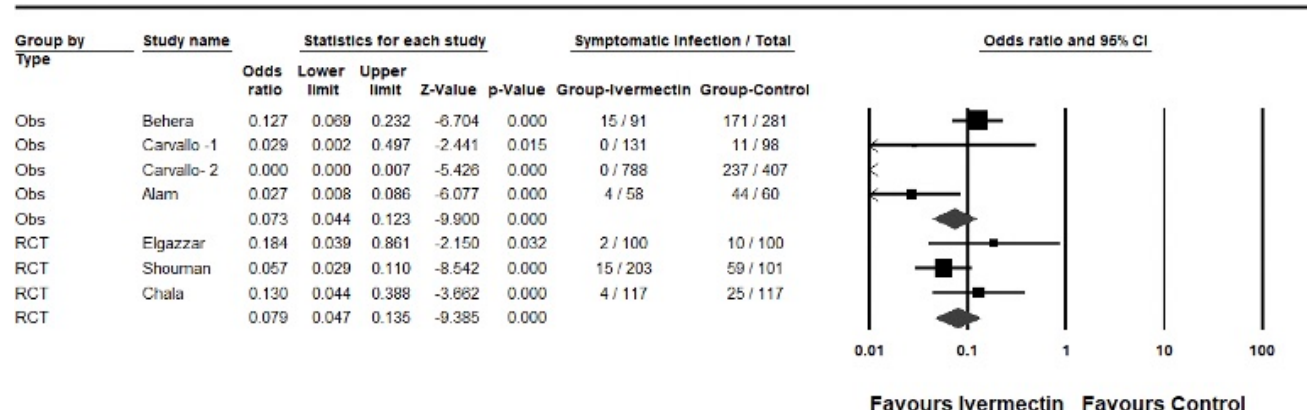 Group by Study name Statistics for each study Symptomatic Infection / Total Odds ratio and 95% CI
Type
Odds Lower Upper
ratio limit limit Z-Value p-Value Group-Ivermectin Group-Control
Obs Behera 0.127 0.069 0.232 -6.704 0.000 15 / 91 171 / 281
Obs Carvallo -1 0.029 0.002 0.497 -2.441 0.015 0 / 131 11 / 98
Obs Carvallo- 2 0.000 0.000 0.007 -5.426 0.000 0 / 788 237 / 407
Obs Alam 0.027 0.008 0.086 -6.077 0.000 4 / 58 44 / 60
Obs 0.073 0.044 0.123 -9.900 0.000
RCT Elgazzar 0.184 0.039 0.861 -2.150 0.032 2 / 100 10 / 100
RCT Shouman 0.057 0.029 0.110 -8.542 0.000 15 / 203 59 / 101
RCT Chala 0.130 0.044 0.388 -3.662 0.000 4 / 117 25 / 117
RCT 0.079 0.047 0.135 -9.385 0.000
0.01 0.1 1 10 100
Favours Ivermectin Favours Control